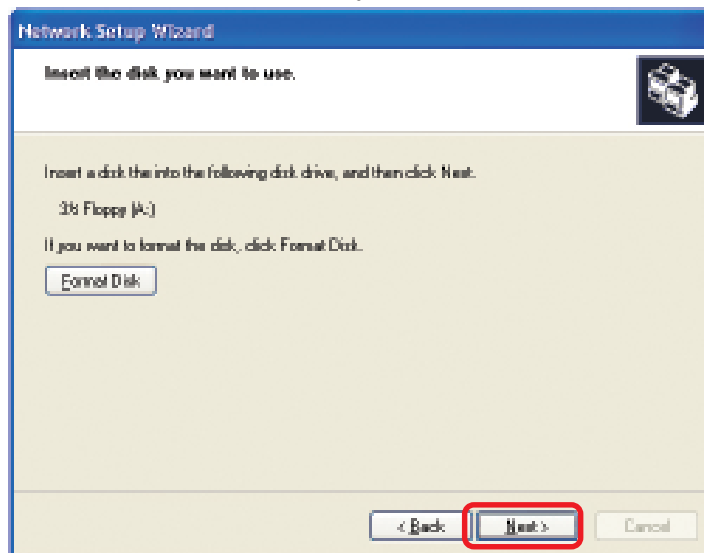 Network Setup Wizard
Insert the disk you want to use.
Insert a disk the into the following disk drive, and then click Next.
3½ Floppy (A:)
If you want to format the disk, click Format Disk.
Format Disk
< Back Next > Cancel